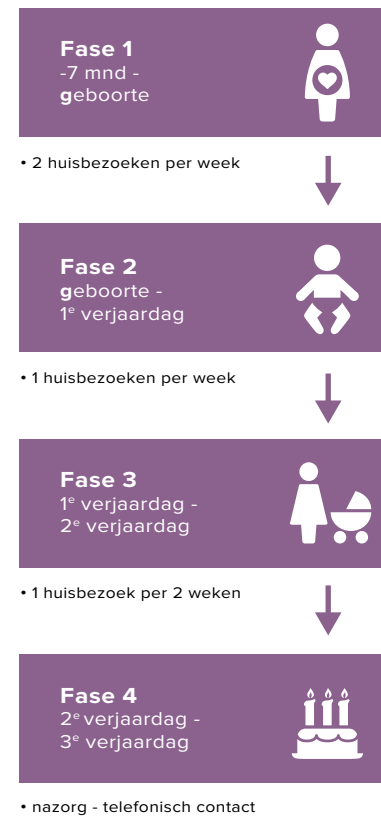 Fase 1
-7 mnd -
geboorte
• 2 huisbezoeken per week
Fase 2
geboorte -
1e verjaardag
• 1 huisbezoeken per week
Fase 3
1e verjaardag -
2e verjaardag
• 1 huisbezoek per 2 weken
Fase 4
2e verjaardag -
3e verjaardag
• nazorg - telefonisch contact